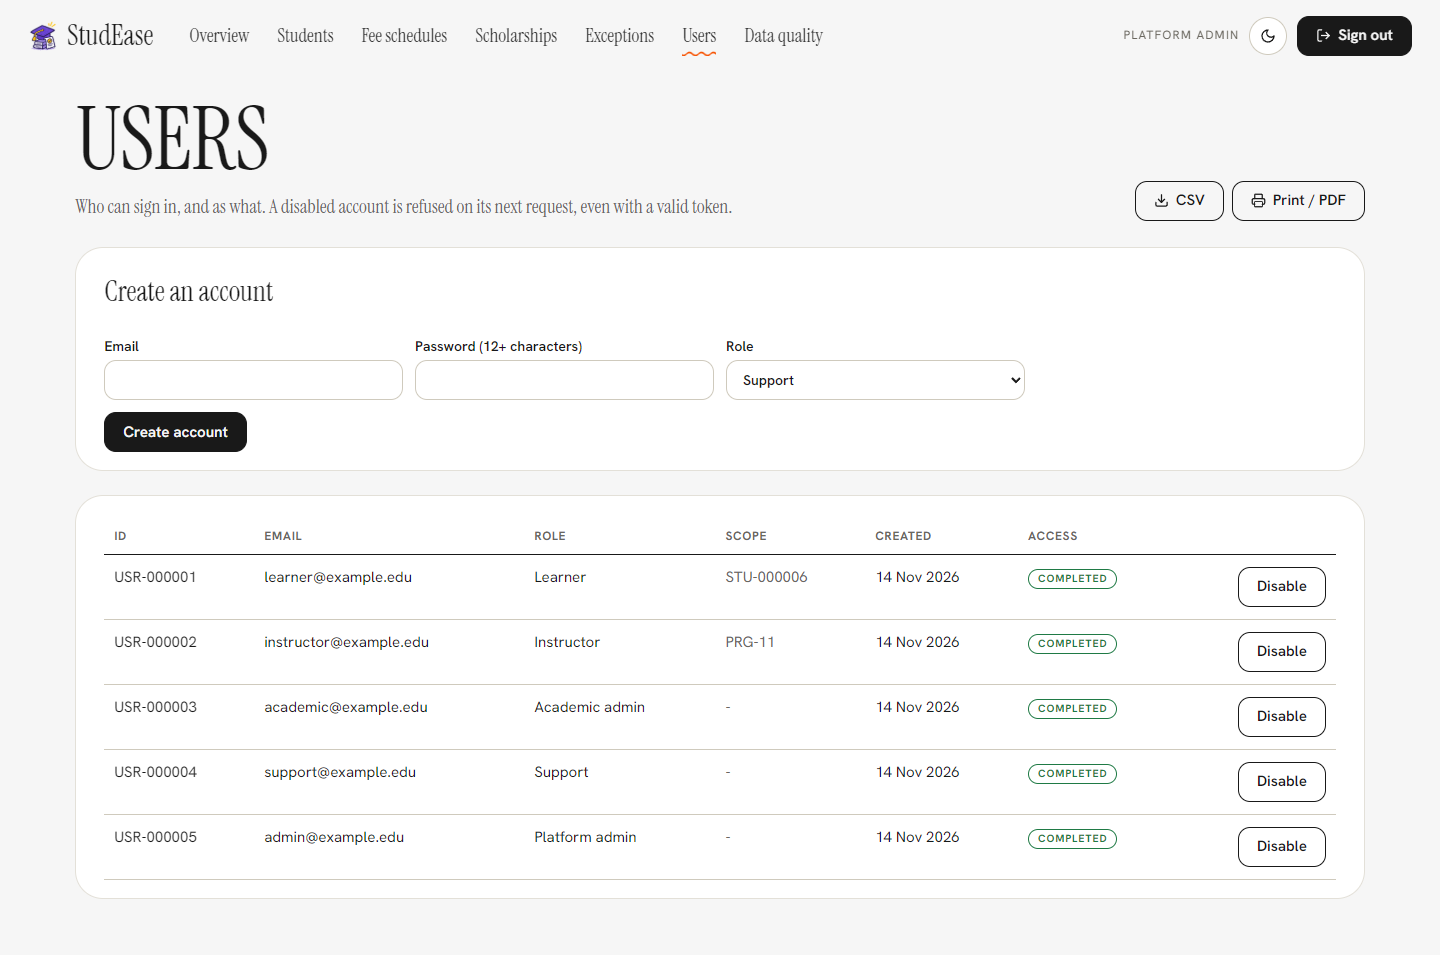 StudEase Overview Students Fee schedules Scholarships Exceptions Users Data quality PLATFORM ADMIN Sign out
USERS
Who can sign in, and as what. A disabled account is refused on its next request, even with a valid token. CSV Print / PDF
Create an account
Email Password (12+ characters) Role
Support
Create account
ID EMAIL ROLE SCOPE CREATED ACCESS
USR-000001 learner@example.edu Learner STU-000006 14 Nov 2026 COMPLETED Disable
USR-000002 instructor@example.edu Instructor PRG-11 14 Nov 2026 COMPLETED Disable
USR-000003 academic@example.edu Academic admin - 14 Nov 2026 COMPLETED Disable
USR-000004 support@example.edu Support - 14 Nov 2026 COMPLETED Disable
USR-000005 admin@example.edu Platform admin - 14 Nov 2026 COMPLETED Disable